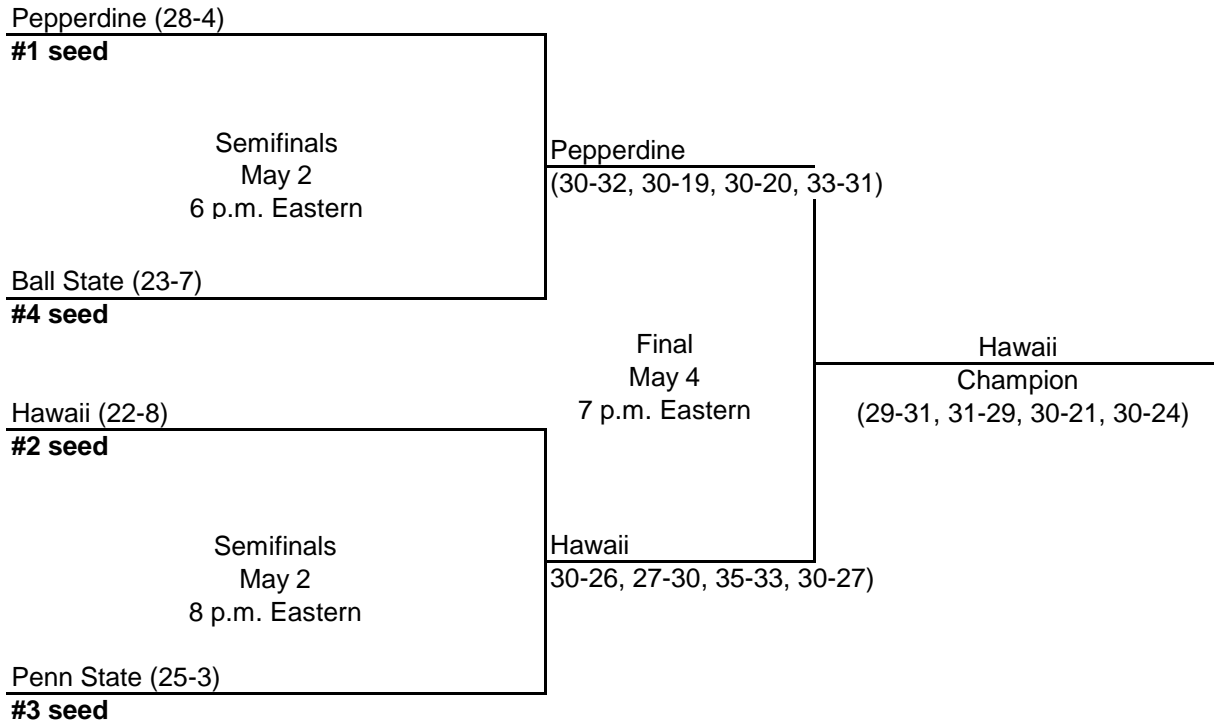 Pepperdine (28-4)
#1 seed
Semifinals
May 2
6 p.m. Eastern
Pepperdine
(30-32, 30-19, 30-20, 33-31)
Ball State (23-7)
#4 seed
Final
May 4
7 p.m. Eastern
Hawaii
Champion
(29-31, 31-29, 30-21, 30-24)
Hawaii (22-8)
#2 seed
Semifinals
May 2
8 p.m. Eastern
Hawaii
30-26, 27-30, 35-33, 30-27)
Penn State (25-3)
#3 seed